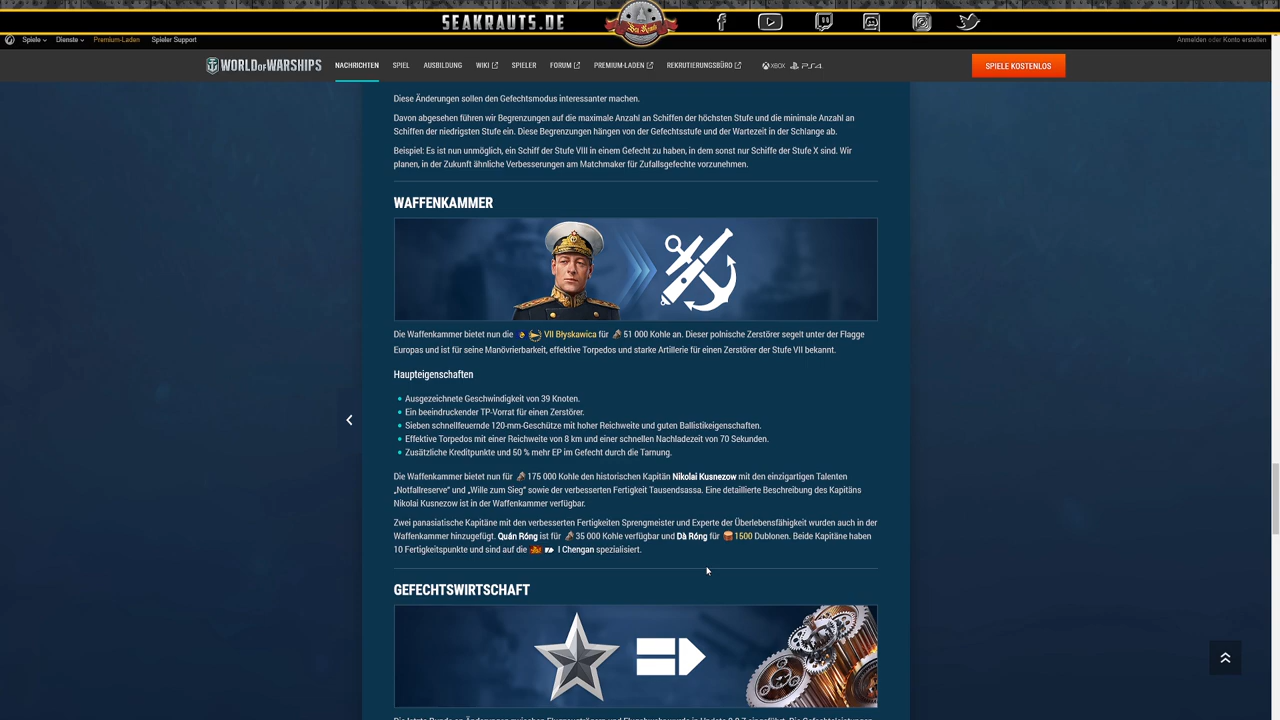 SEAKRAUTS.DE
Sea Krauts
Spiele Dienste Premium-Laden Spieler Support
Anmelden oder Konto erstellen
WORLD OF WARSHIPS NACHRICHTEN SPIEL AUSBILDUNG WIKI SPIELER FORUM PREMIUM-LADEN REKRUTIERUNGSBÜRO XBOX PS4 SPIELE KOSTENLOS
Diese Änderungen sollen den Gefechtsmodus interessanter machen.
Davon abgesehen führen wir Begrenzungen auf die maximale Anzahl an Schiffen der höchsten Stufe und die minimale Anzahl an
Schiffen der niedrigsten Stufe ein. Diese Begrenzungen hängen von der Gefechtsstufe und der Wartezeit in der Schlange ab.
Beispiel: Es ist nun unmöglich, ein Schiff der Stufe VIII in einem Gefecht zu haben, in dem sonst nur Schiffe der Stufe X sind. Wir
planen, in der Zukunft ähnliche Verbesserungen am Matchmaker für Zufallsgefechte vorzunehmen.
WAFFENKAMMER
Die Waffenkammer bietet nun die VII Błyskawica für 51 000 Kohle an. Dieser polnische Zerstörer segelt unter der Flagge
Europas und ist für seine Manövrierbarkeit, effektive Torpedos und starke Artillerie für einen Zerstörer der Stufe VII bekannt.
Haupteigenschaften
Ausgezeichnete Geschwindigkeit von 39 Knoten.
Ein beeindruckender TP-Vorrat für einen Zerstörer.
Sieben schnellfeuernde 120-mm-Geschütze mit hoher Reichweite und guten Ballistikeigenschaften.
Effektive Torpedos mit einer Reichweite von 8 km und einer schnellen Nachladezeit von 70 Sekunden.
Zusätzliche Kreditpunkte und 50 % mehr EP im Gefecht durch die Tarnung.
Die Waffenkammer bietet nun für 175 000 Kohle den historischen Kapitän Nikolai Kusnezow mit den einzigartigen Talenten
„Notfallreserve“ und „Wille zum Sieg“ sowie der verbesserten Fertigkeit Tausendsassa. Eine detaillierte Beschreibung des Kapitäns
Nikolai Kusnezow ist in der Waffenkammer verfügbar.
Zwei panasiatische Kapitäne mit den verbesserten Fertigkeiten Sprengmeister und Experte der Überlebensfähigkeit wurden auch in der
Waffenkammer hinzugefügt. Quán Róng ist für 35 000 Kohle verfügbar und Dà Róng für 1500 Dublonen. Beide Kapitäne haben
10 Fertigkeitspunkte und sind auf die I Chengan spezialisiert.
GEFECHTSWIRTSCHAFT